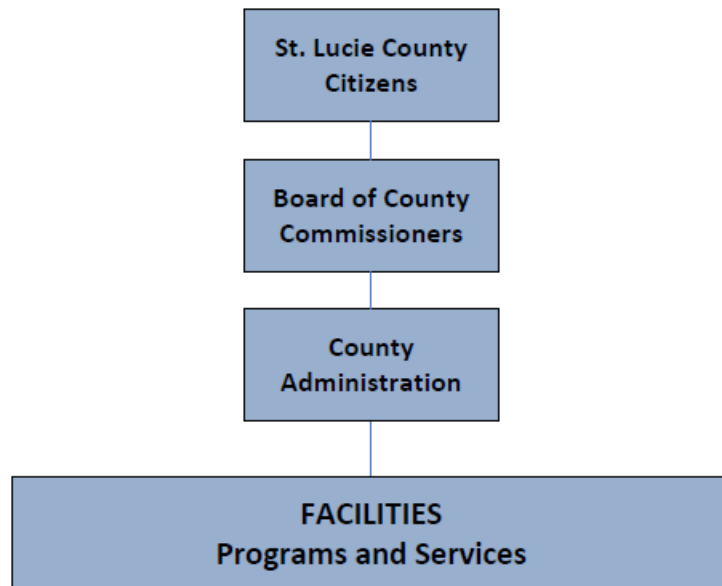 St. Lucie County
Citizens
Board of County
Commissioners
County
Administration
FACILITIES
Programs and Services